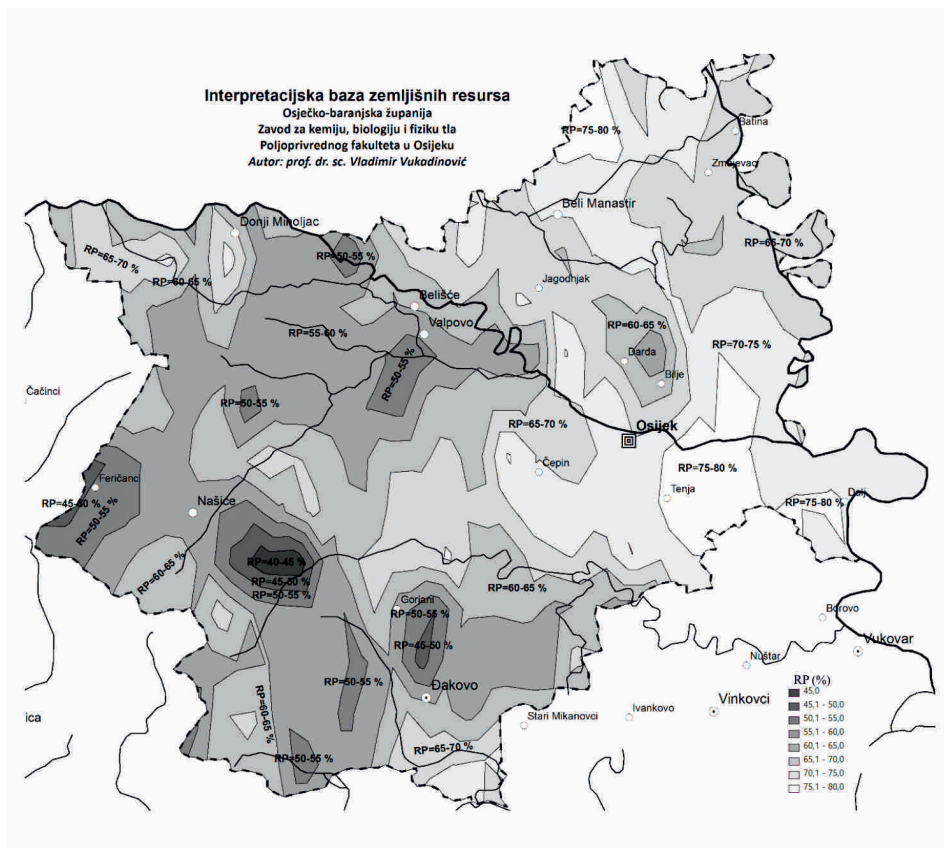 Interpretacijska baza zemljišnih resursa
Osječko-baranjska županija
Zavod za kemiju, biologiju i fiziku tla
Poljoprivrednog fakulteta u Osijeku
Autor: prof. dr. sc. Vladimir Vukadinović
RP=75-80 %
Batina
Zmajevac
Beli Manastir
Donji Miholjac
RP=65-70 %
RP=65-70 %
RP=50-55 %
RP=60-65 %
Jagodnjak
Belišće
Valpovo
RP=55-60 %
RP=60-65 %
RP=70-75 %
Darda
Bilje
RP=50-55 %
Čačinci
RP=50-55 %
RP=65-70 %
Osijek
Čepin
RP=75-80 %
Tenja
Dalj
RP=75-80 %
Feričanci
RP=45-50 %
RP=50-55 %
Našice
RP=40-45 %
RP=45-50 %
RP=50-55 %
RP=60-65 %
RP=60-65 %
Gorjani
RP=50-55 %
RP=45-50 %
Borovo
Vukovar
Nuštar
RP=50-55 %
Đakovo
RP=60-65 %
Vinkovci
Ivankovo
Stari Mikanovci
ica
RP=65-70 %
RP=50-55 %
RP (%)
45,0
45,1 - 50,0
50,1 - 55,0
55,1 - 60,0
60,1 - 65,0
65,1 - 70,0
70,1 - 75,0
75,1 - 80,0